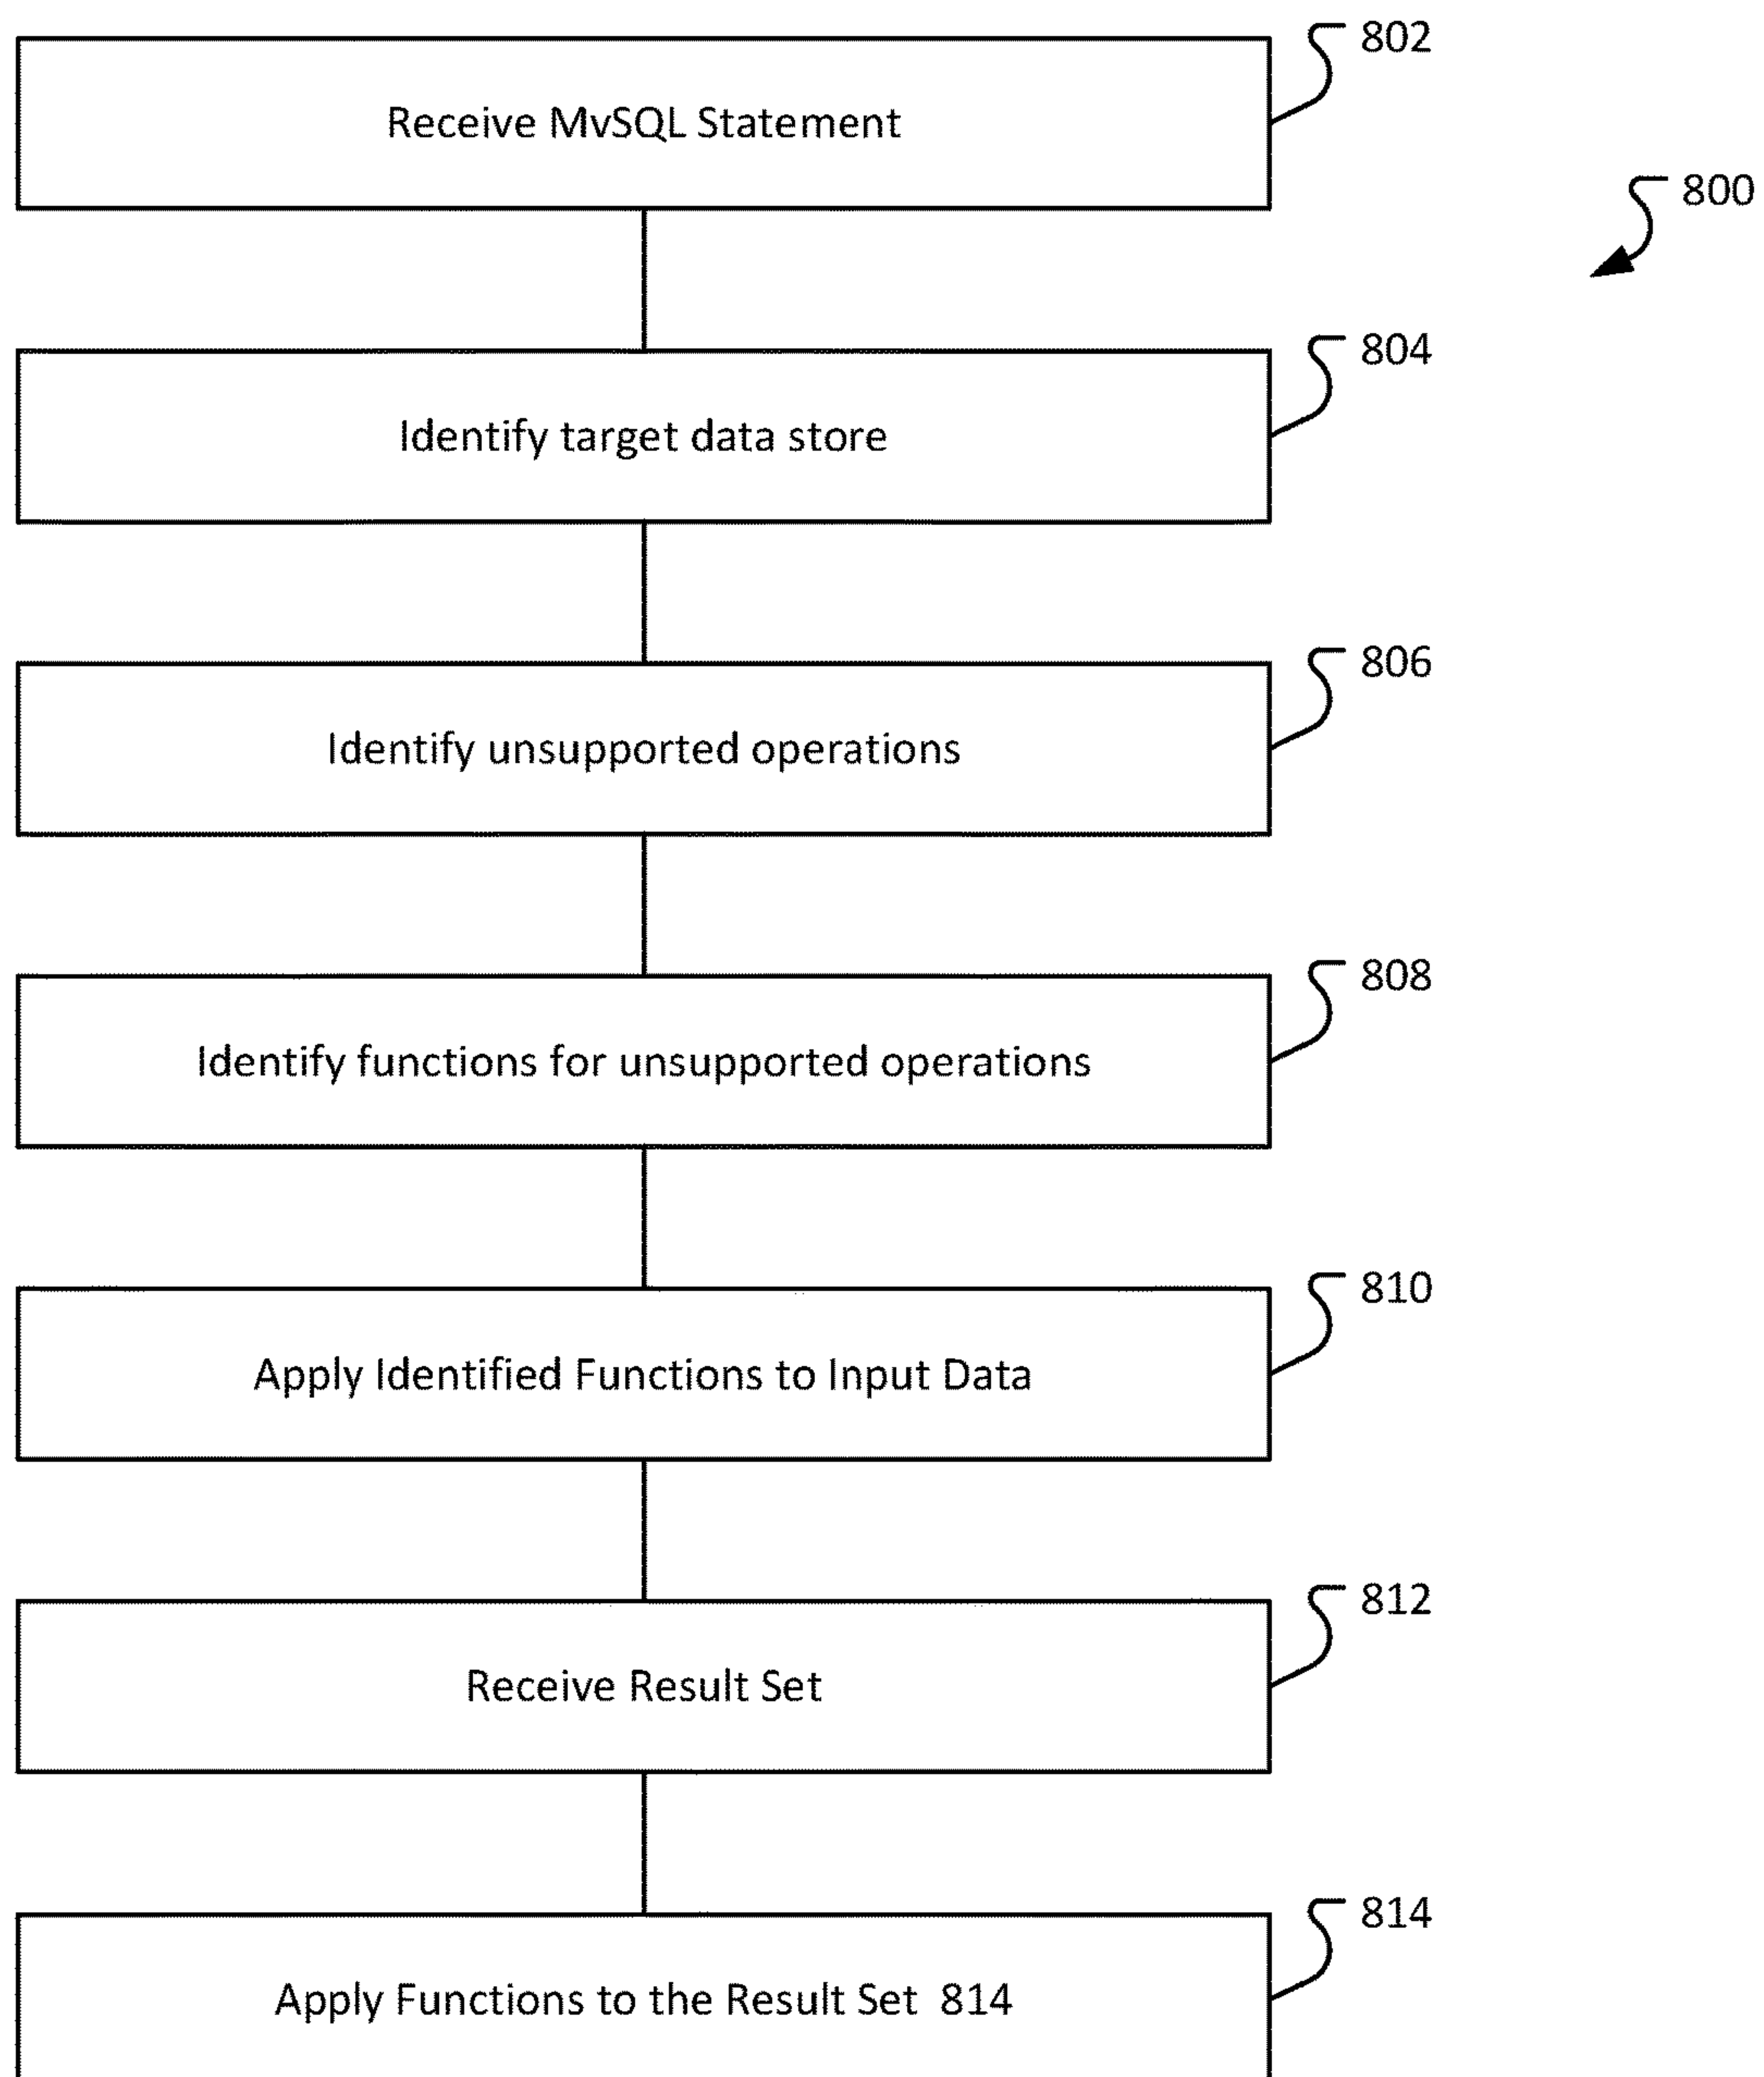 802
Receive MvSQL Statement
800
804
Identify target data store
806
Identify unsupported operations
808
Identify functions for unsupported operations
810
Apply Identified Functions to Input Data
812
Receive Result Set
814
Apply Functions to the Result Set 814